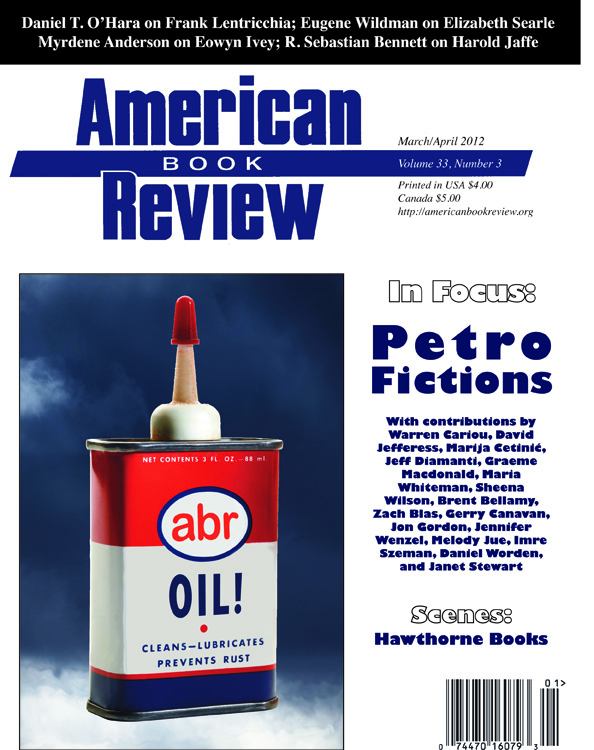 Daniel T. O'Hara on Frank Lentricchia; Eugene Wildman on Elizabeth Searle
Myrdene Anderson on Eowyn Ivey; R. Sebastian Bennett on Harold Jaffe
American
BOOK
Review
March/April 2012
Volume 33, Number 3
Printed in USA $4.00
Canada $5.00
http://americanbookreview.org
In Focus:
Petro
Fictions
With contributions by
Warren Cariou, David
Jefferess, Marija Cetinić,
Jeff Diamanti, Graeme
Macdonald, Maria
Whiteman, Sheena
Wilson, Brent Bellamy,
Zach Blas, Gerry Canavan,
Jon Gordon, Jennifer
Wenzel, Melody Jue, Imre
Szeman, Daniel Worden,
and Janet Stewart
Scenes:
Hawthorne Books
NET CONTENTS 3 FL. OZ.—88 ml
abr
OIL!
CLEANS—LUBRICATES
PREVENTS RUST
01>
0 74470 16079 3